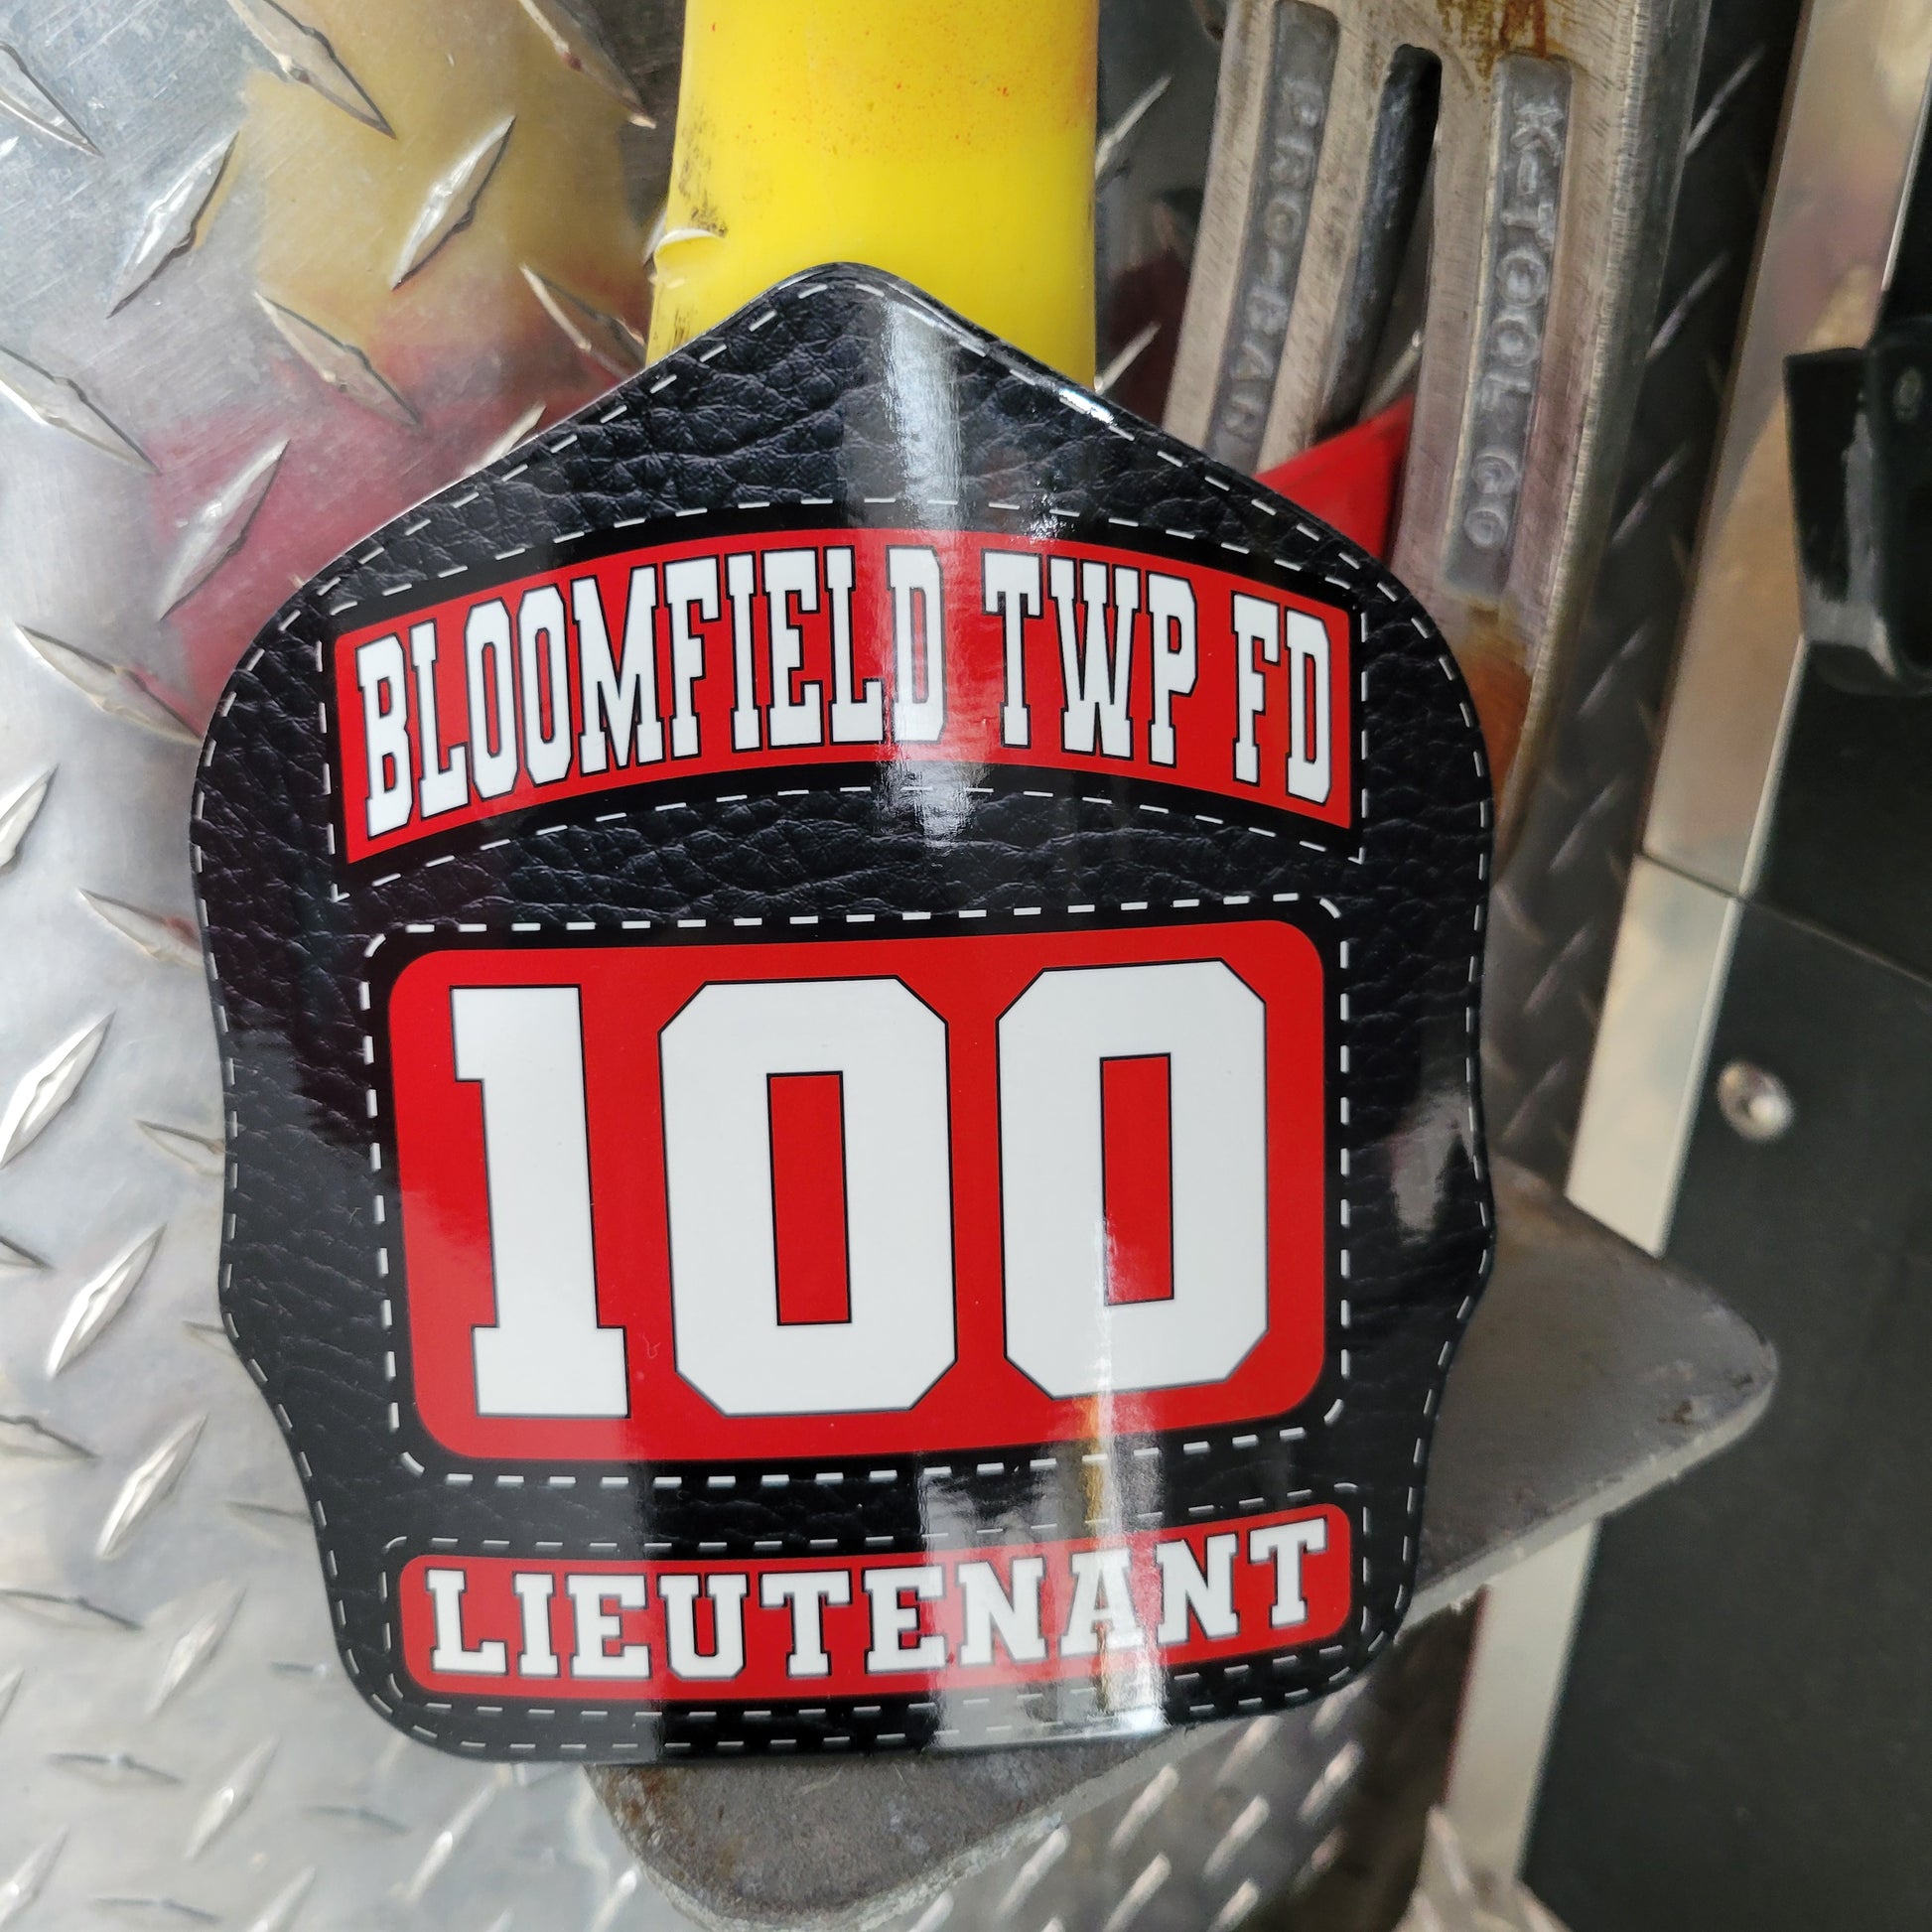 BLOOMFIELD TWP FD
100
LIEUTENANT
PRO-BAR
K-TOOL CO